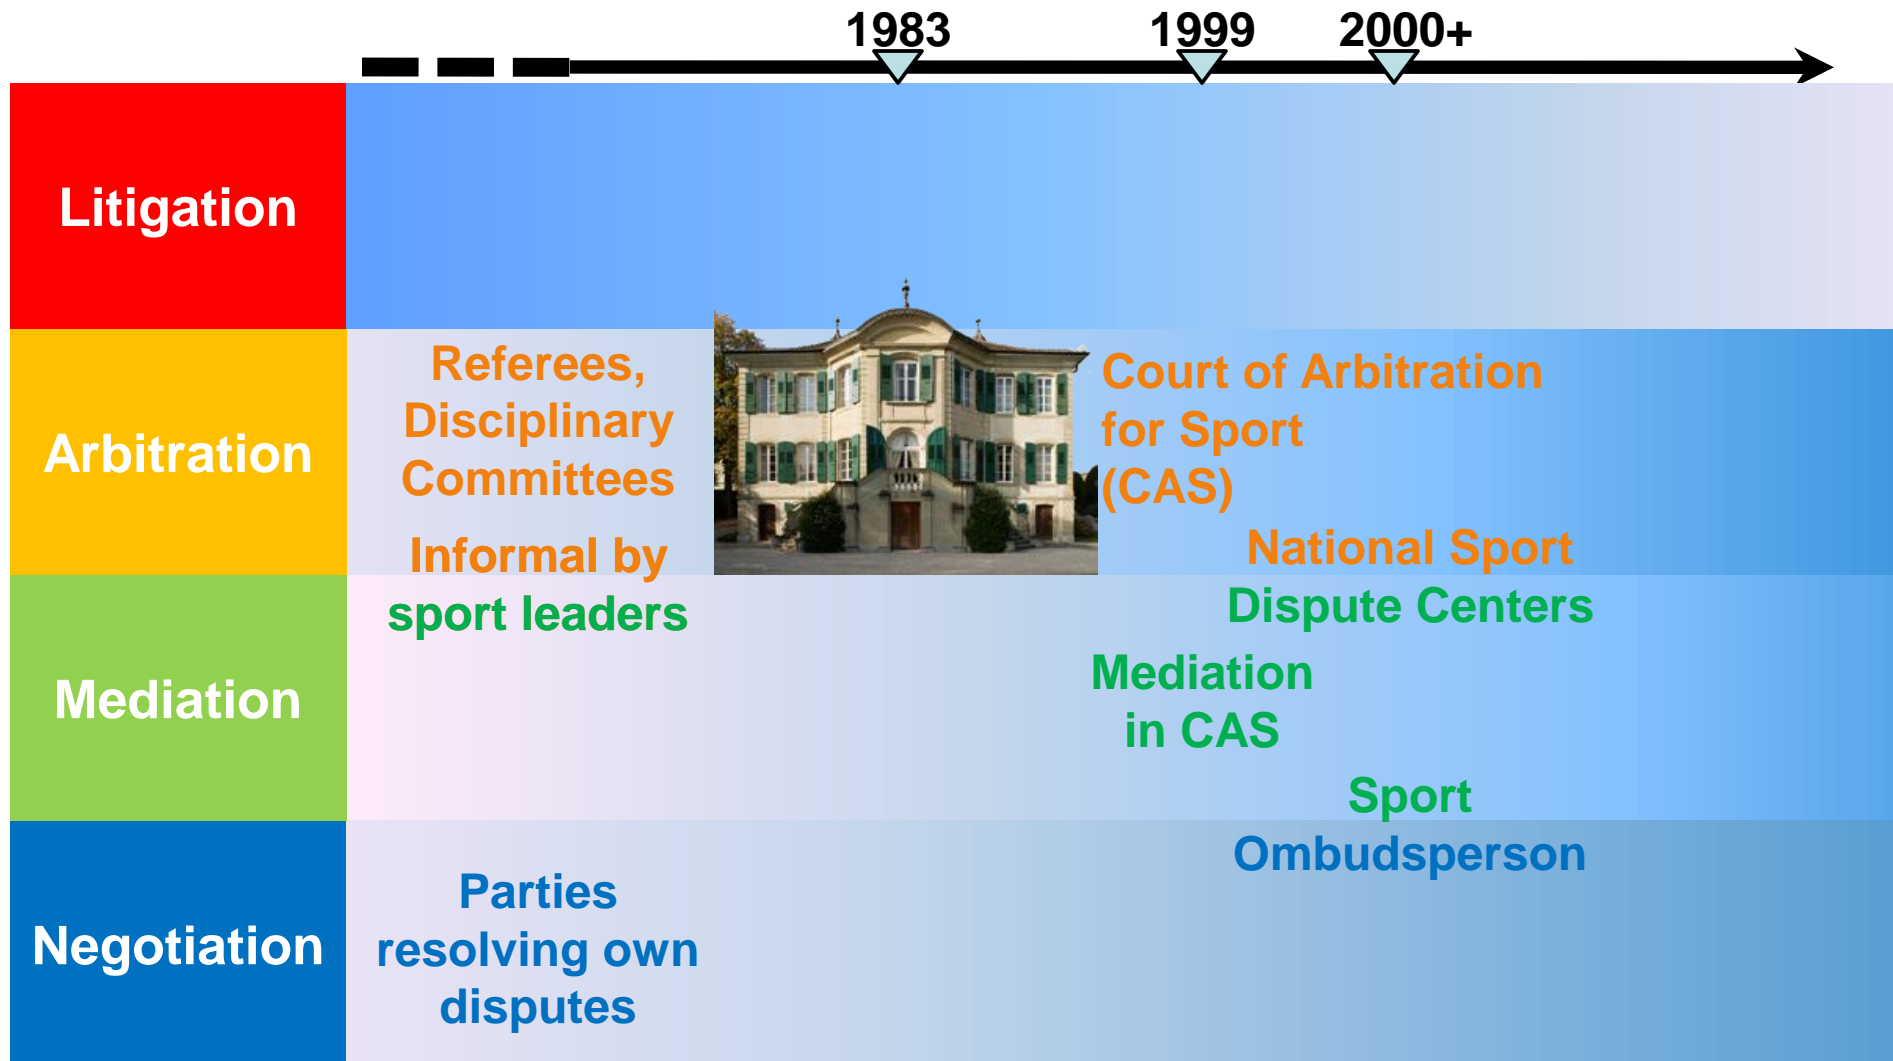 1983 1999 2000+
Litigation
Arbitration
Referees,
Disciplinary
Committees
Informal by
sport leaders
Court of Arbitration
for Sport
(CAS)
National Sport
Dispute Centers
Mediation
Mediation
in CAS
Sport
Ombudsperson
Negotiation
Parties
resolving own
disputes